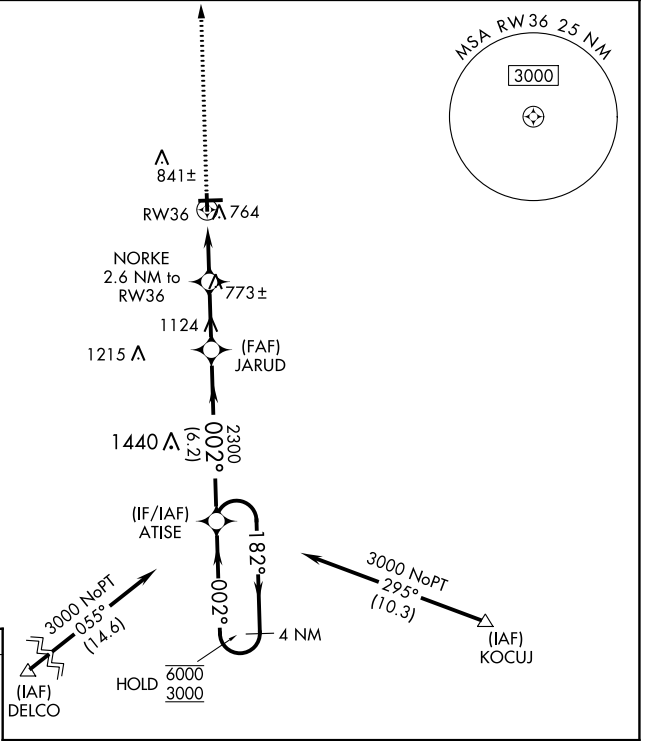 MSA RW36 25 NM
3000
841±
RW36
764
NORKE
2.6 NM to
RW36
773±
1124
1215
(FAF)
JARUD
1440
2300
002°
(6.2)
(IF/IAF)
ATISE
182°
002°
3000 NoPT
055°
(14.6)
3000 NoPT
295°
(10.3)
4 NM
(IAF)
KOCUJ
HOLD
6000
3000
(IAF)
DELCO